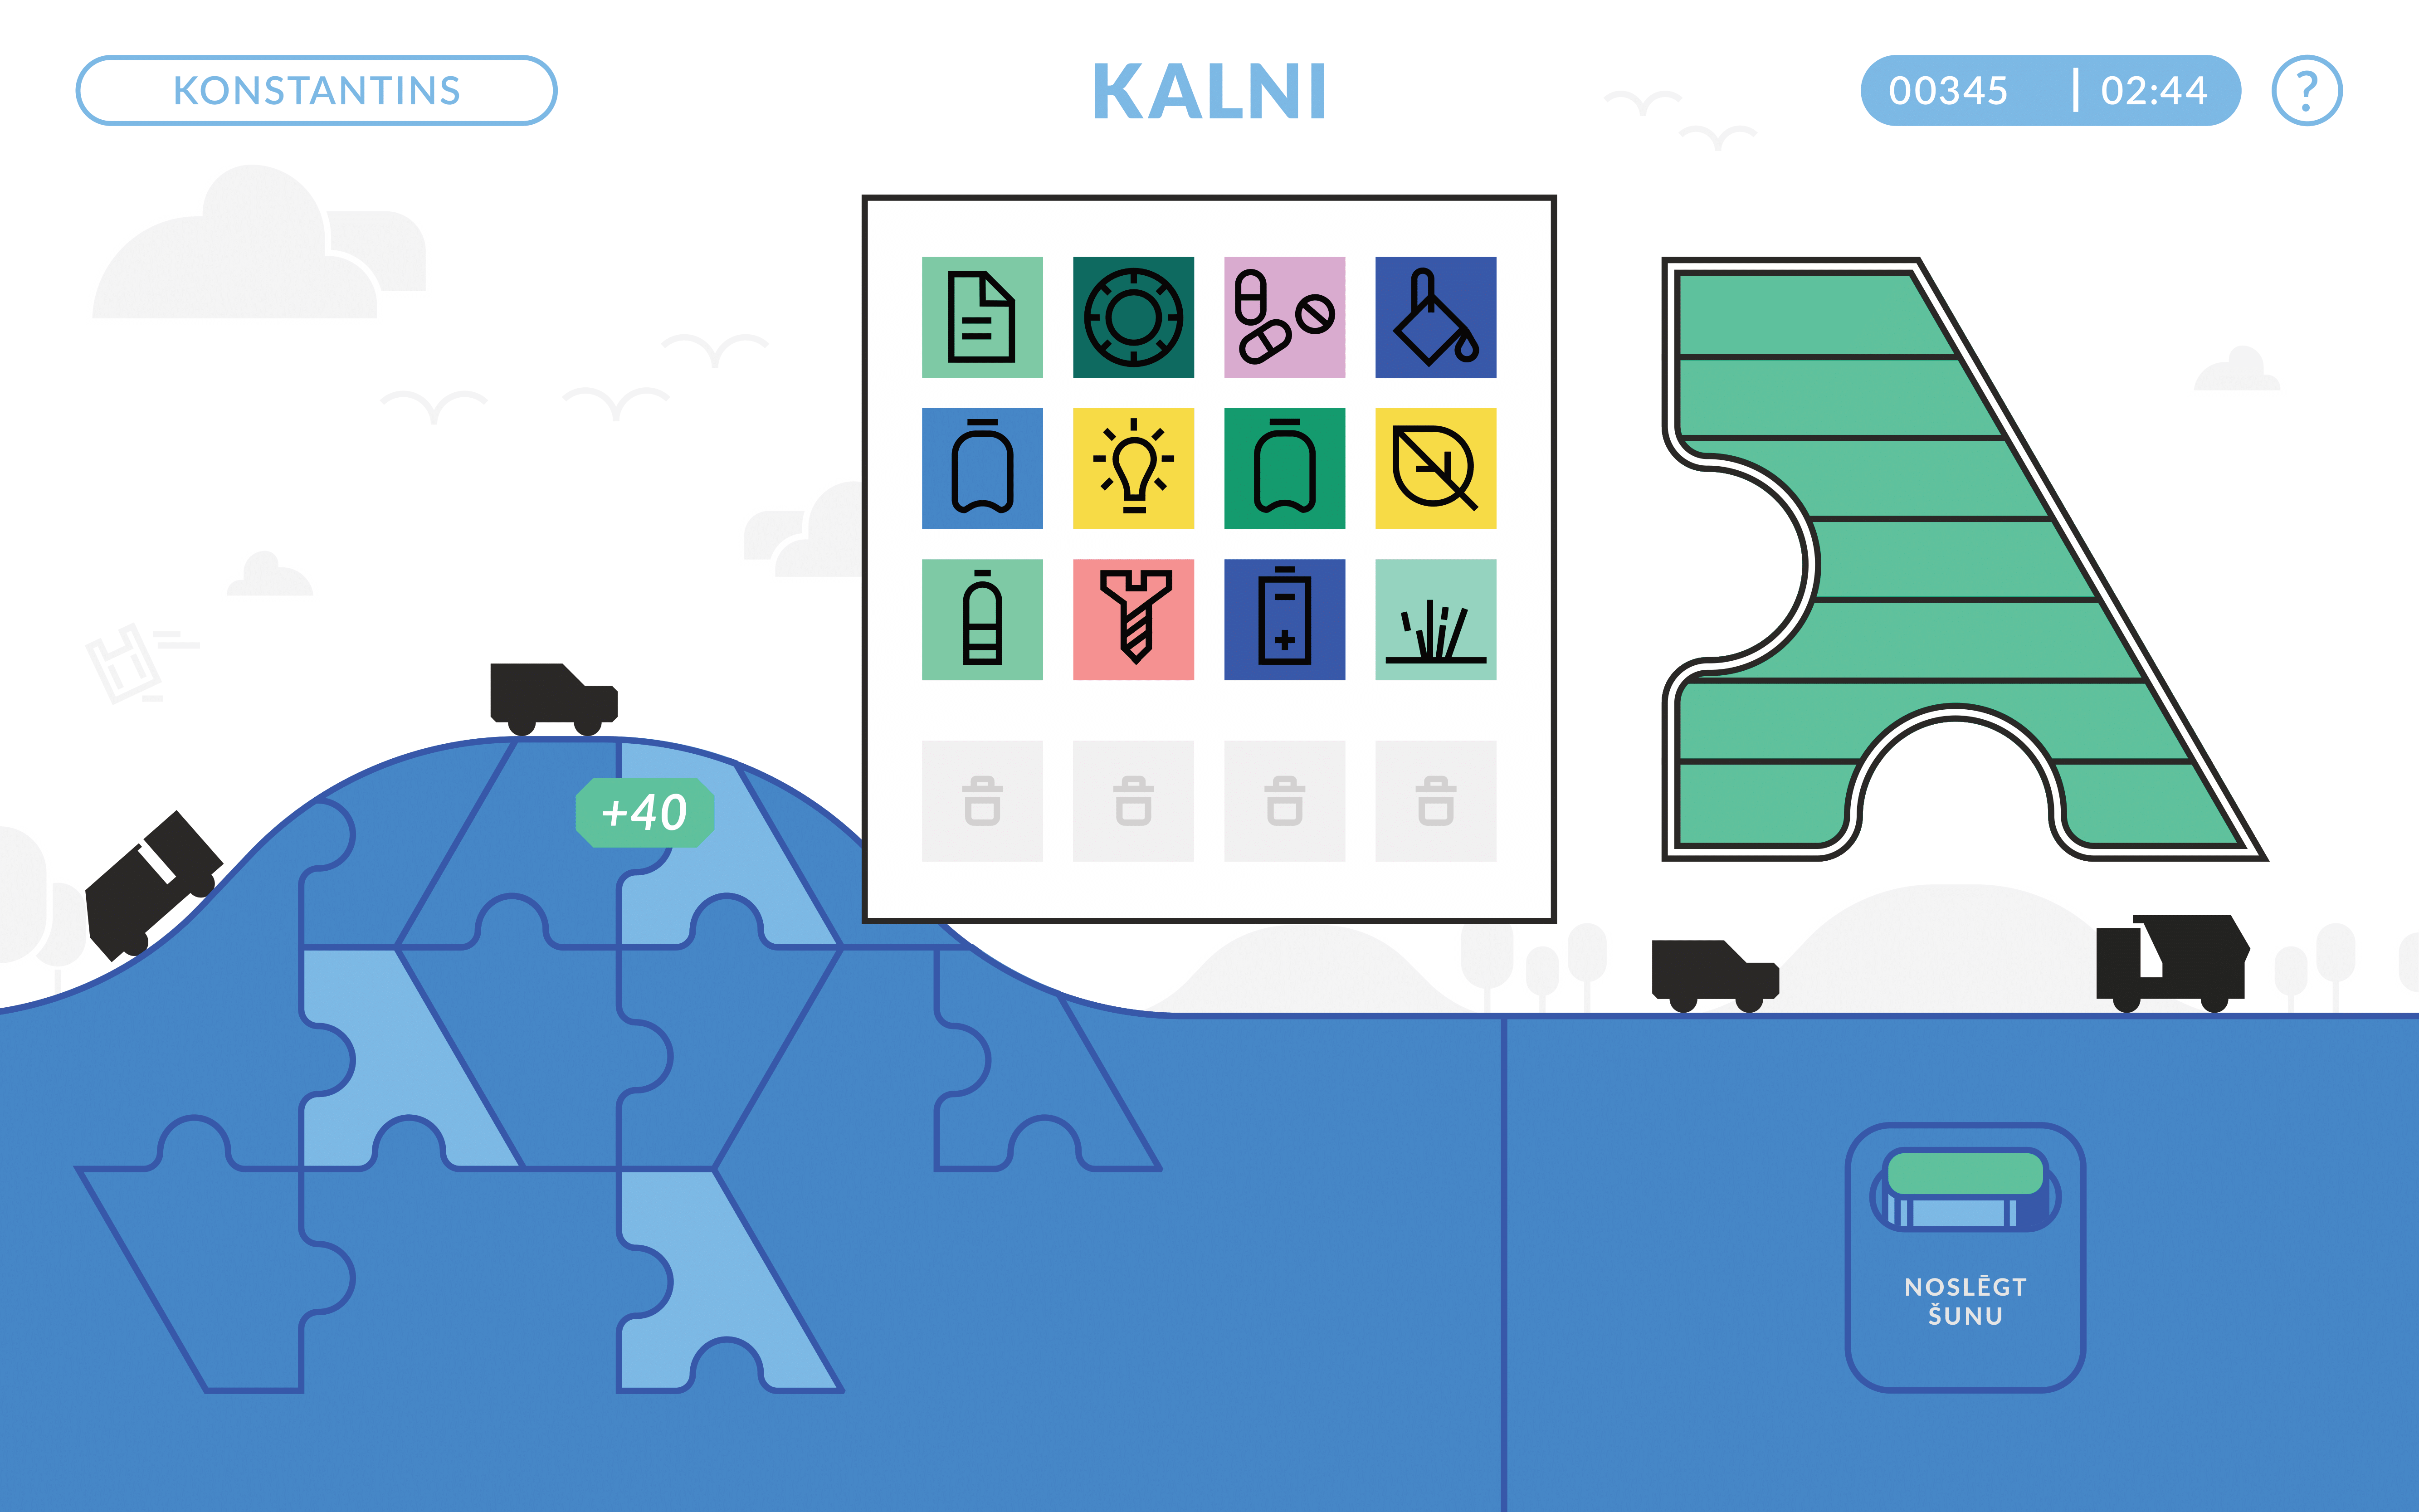 KONSTANTINS
KALNI
00345 | 02:44
?
+40
NOSLĒGT
ŠUNU